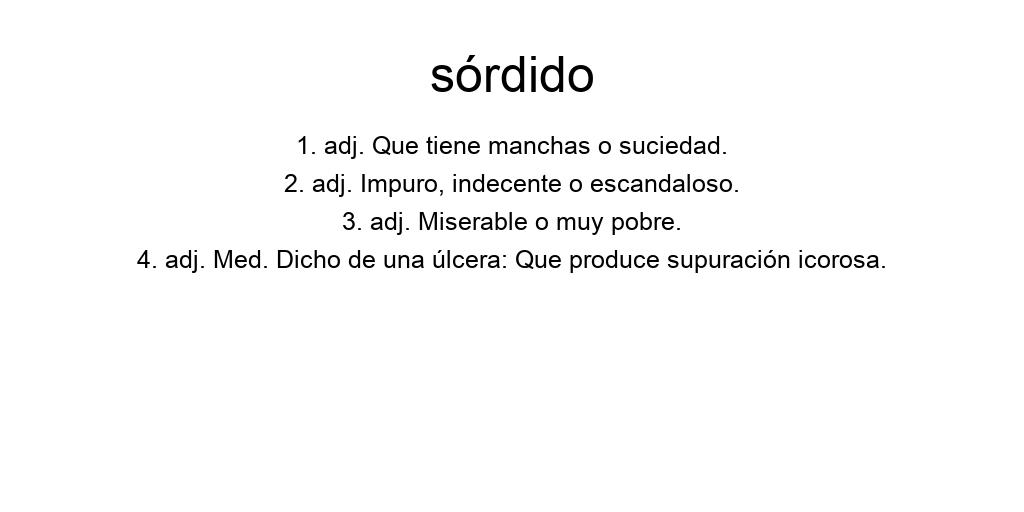 sórdido
1. adj. Que tiene manchas o suciedad.
2. adj. Impuro, indecente o escandaloso.
3. adj. Miserable o muy pobre.
4. adj. Med. Dicho de una úlcera: Que produce supuración icorosa.